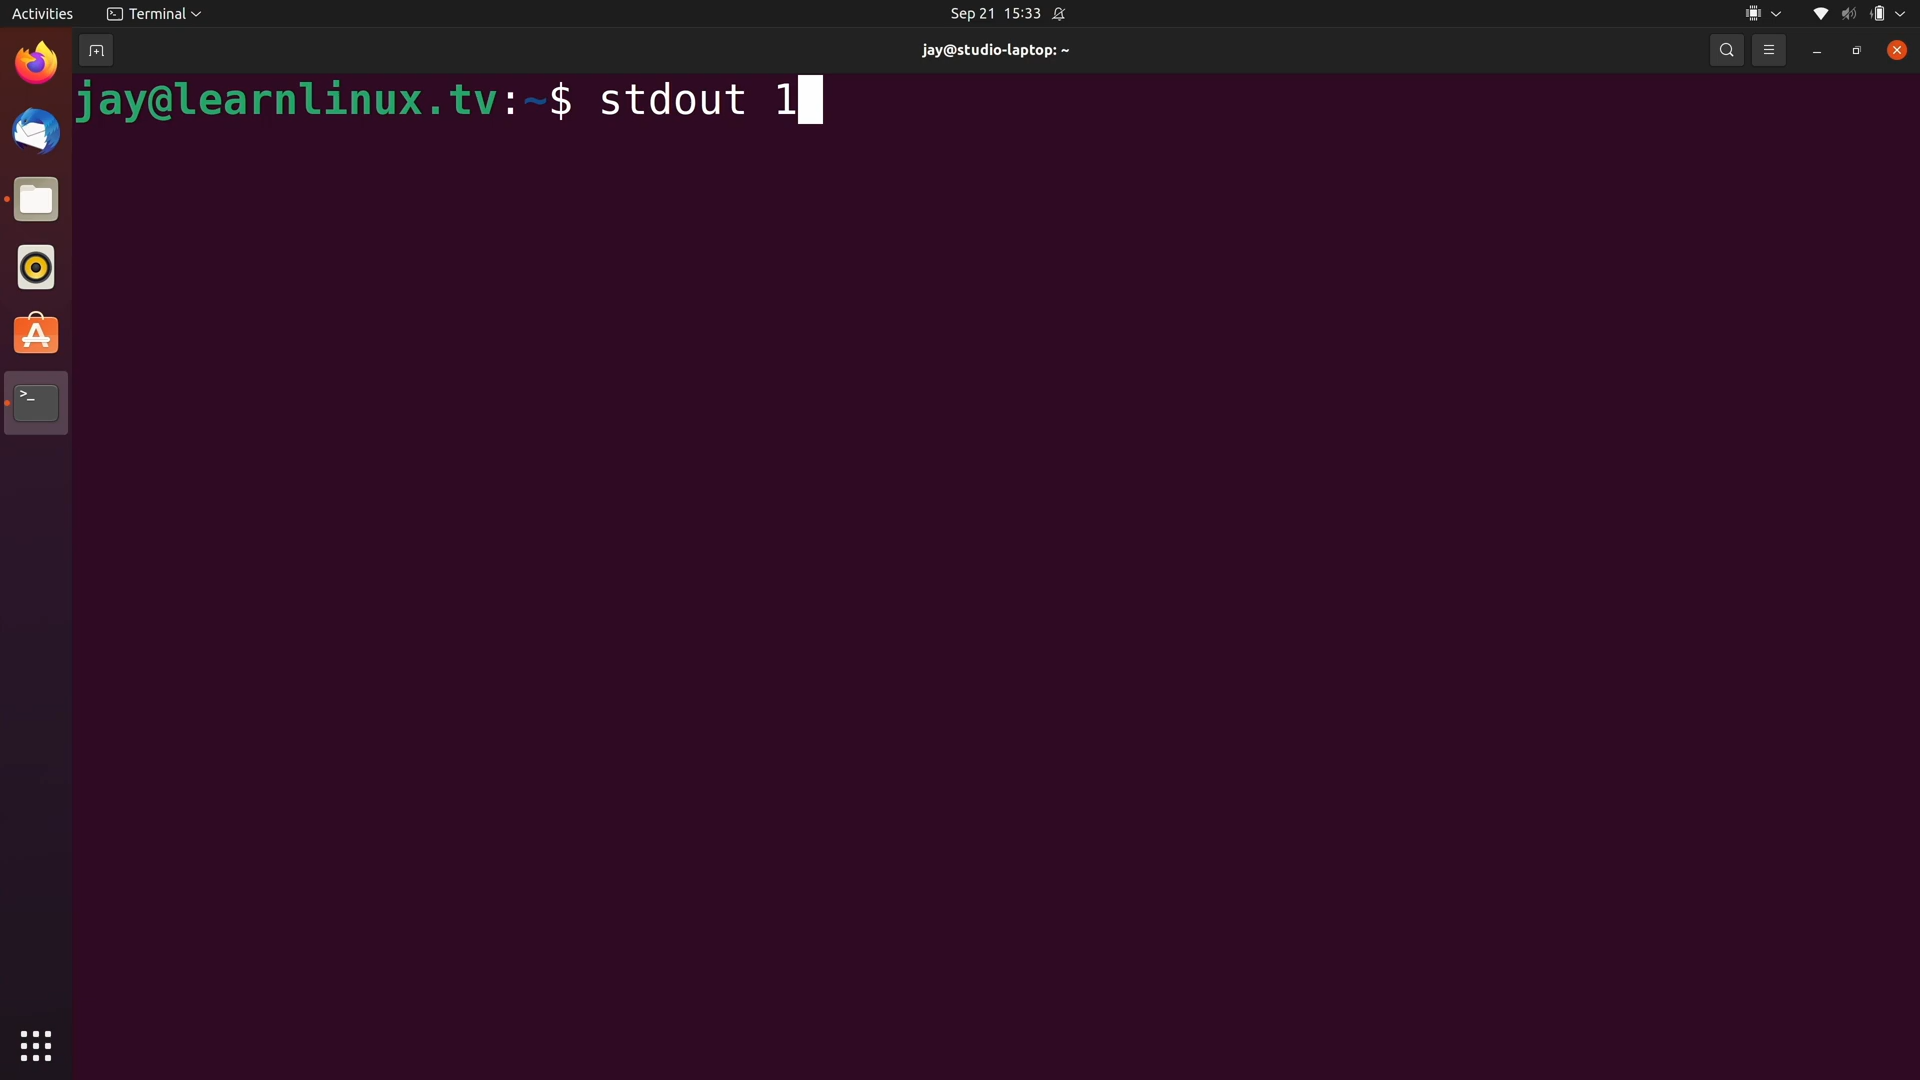 Activities Terminal Sep 21 15:33
jay@studio-laptop: ~
jay@learnlinux.tv:~$ stdout 1
>_